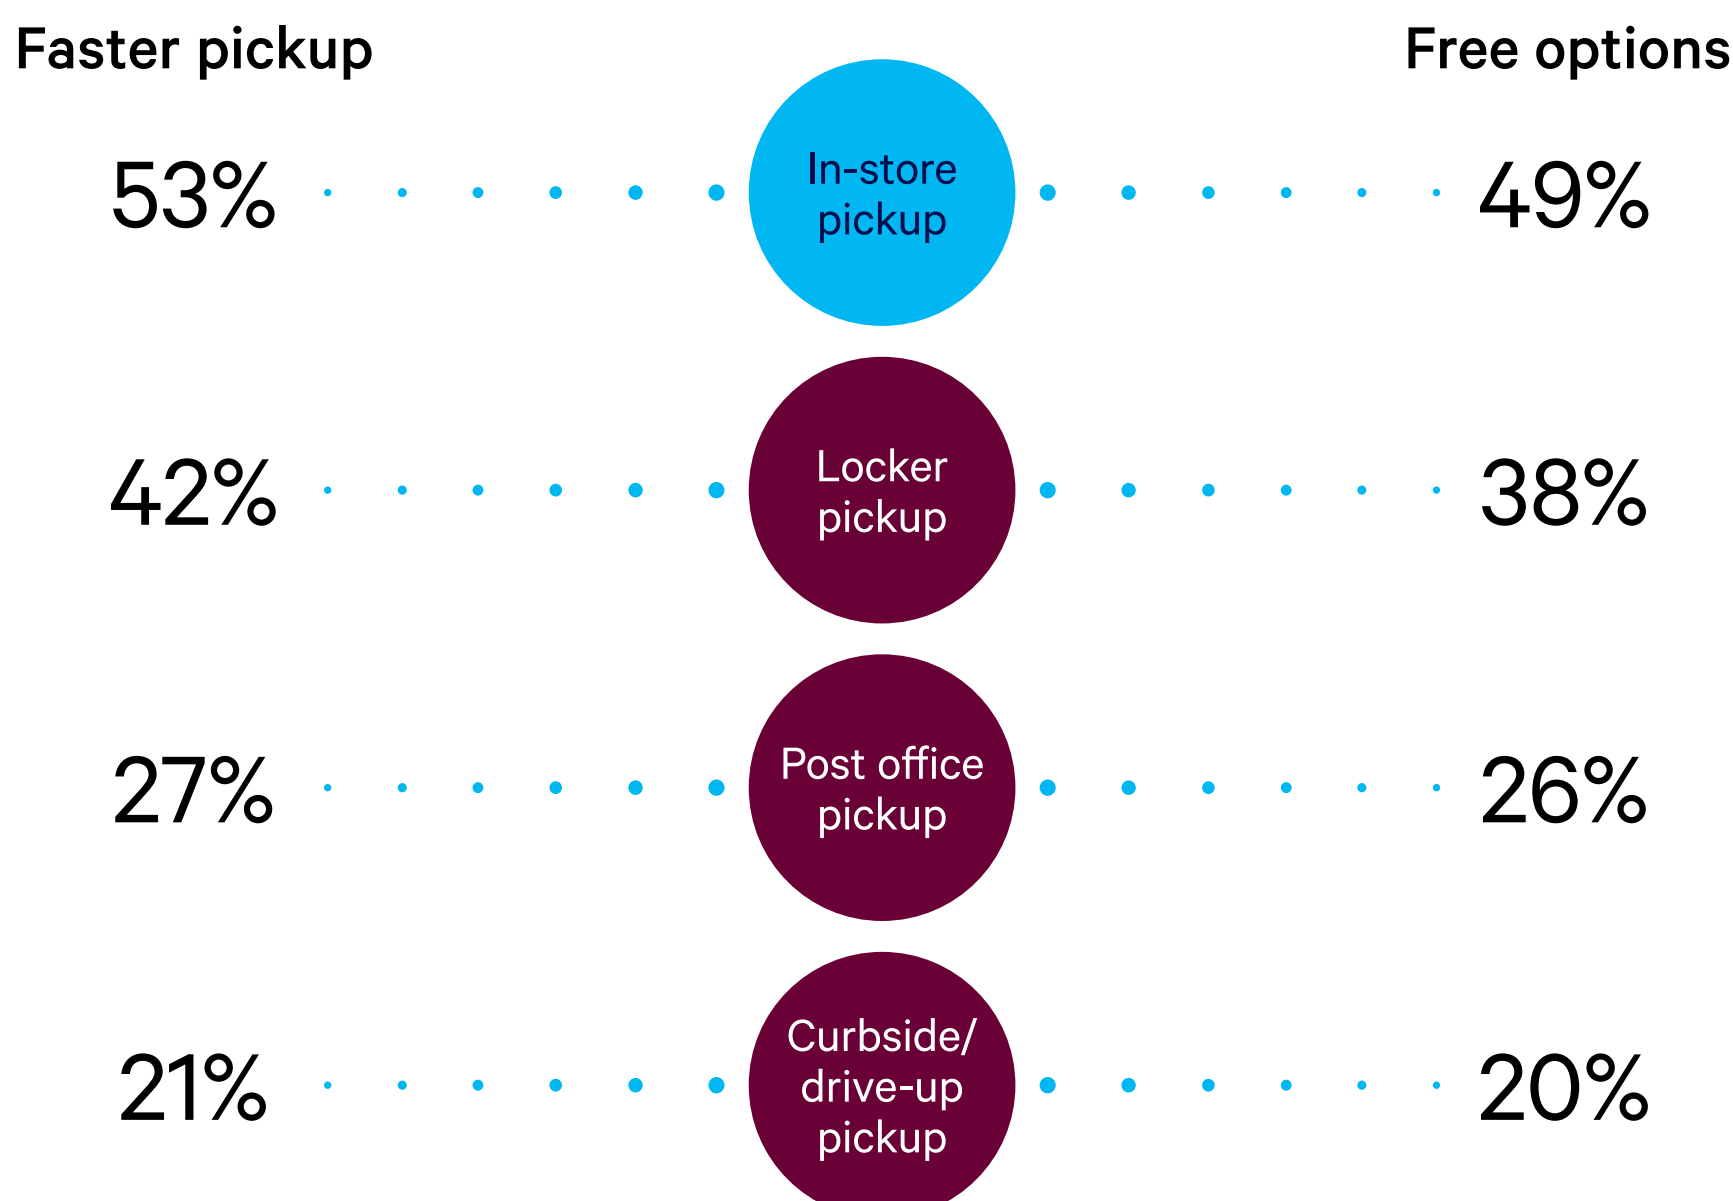 Faster pickup
Free options
53%
In-store
pickup
49%
42%
Locker
pickup
38%
27%
Post office
pickup
26%
21%
Curbside/
drive-up
pickup
20%